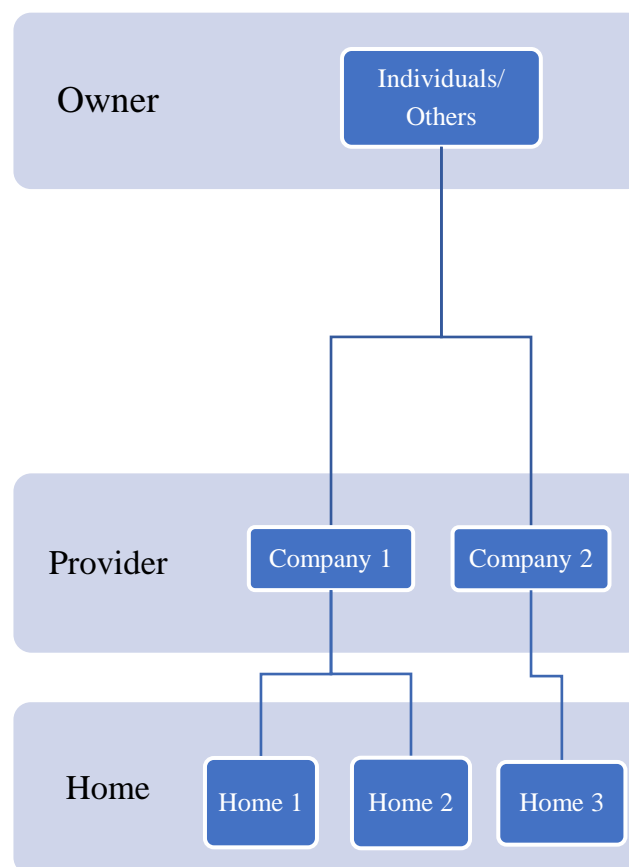 Owner
Individuals/
Others
Provider
Company 1
Company 2
Home
Home 1
Home 2
Home 3